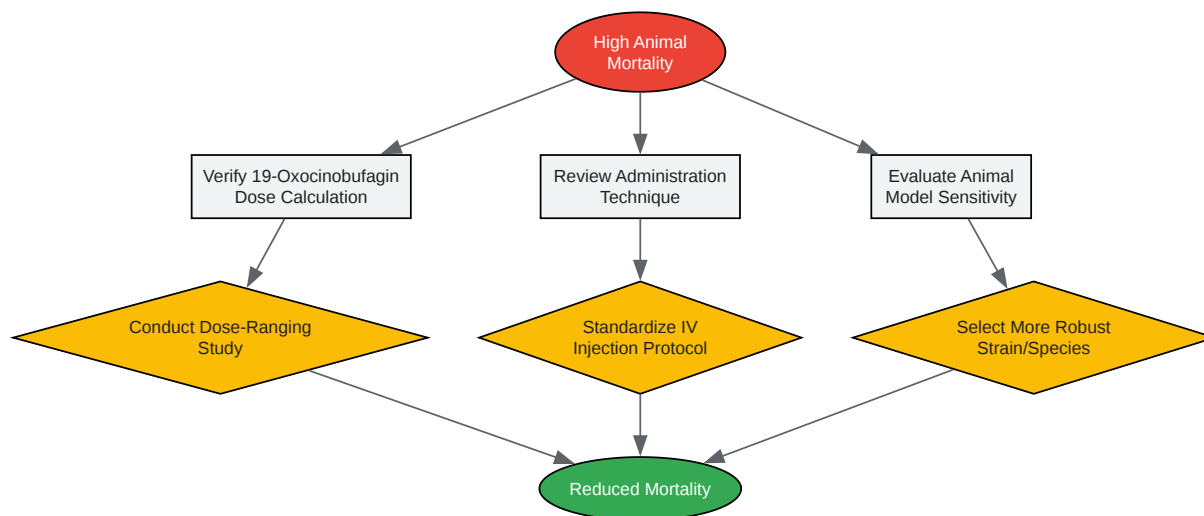 High Animal
Mortality
Verify 19-Oxocinobufagin
Dose Calculation
Review Administration
Technique
Evaluate Animal
Model Sensitivity
Conduct Dose-Ranging
Study
Standardize IV
Injection Protocol
Select More Robust
Strain/Species
Reduced Mortality